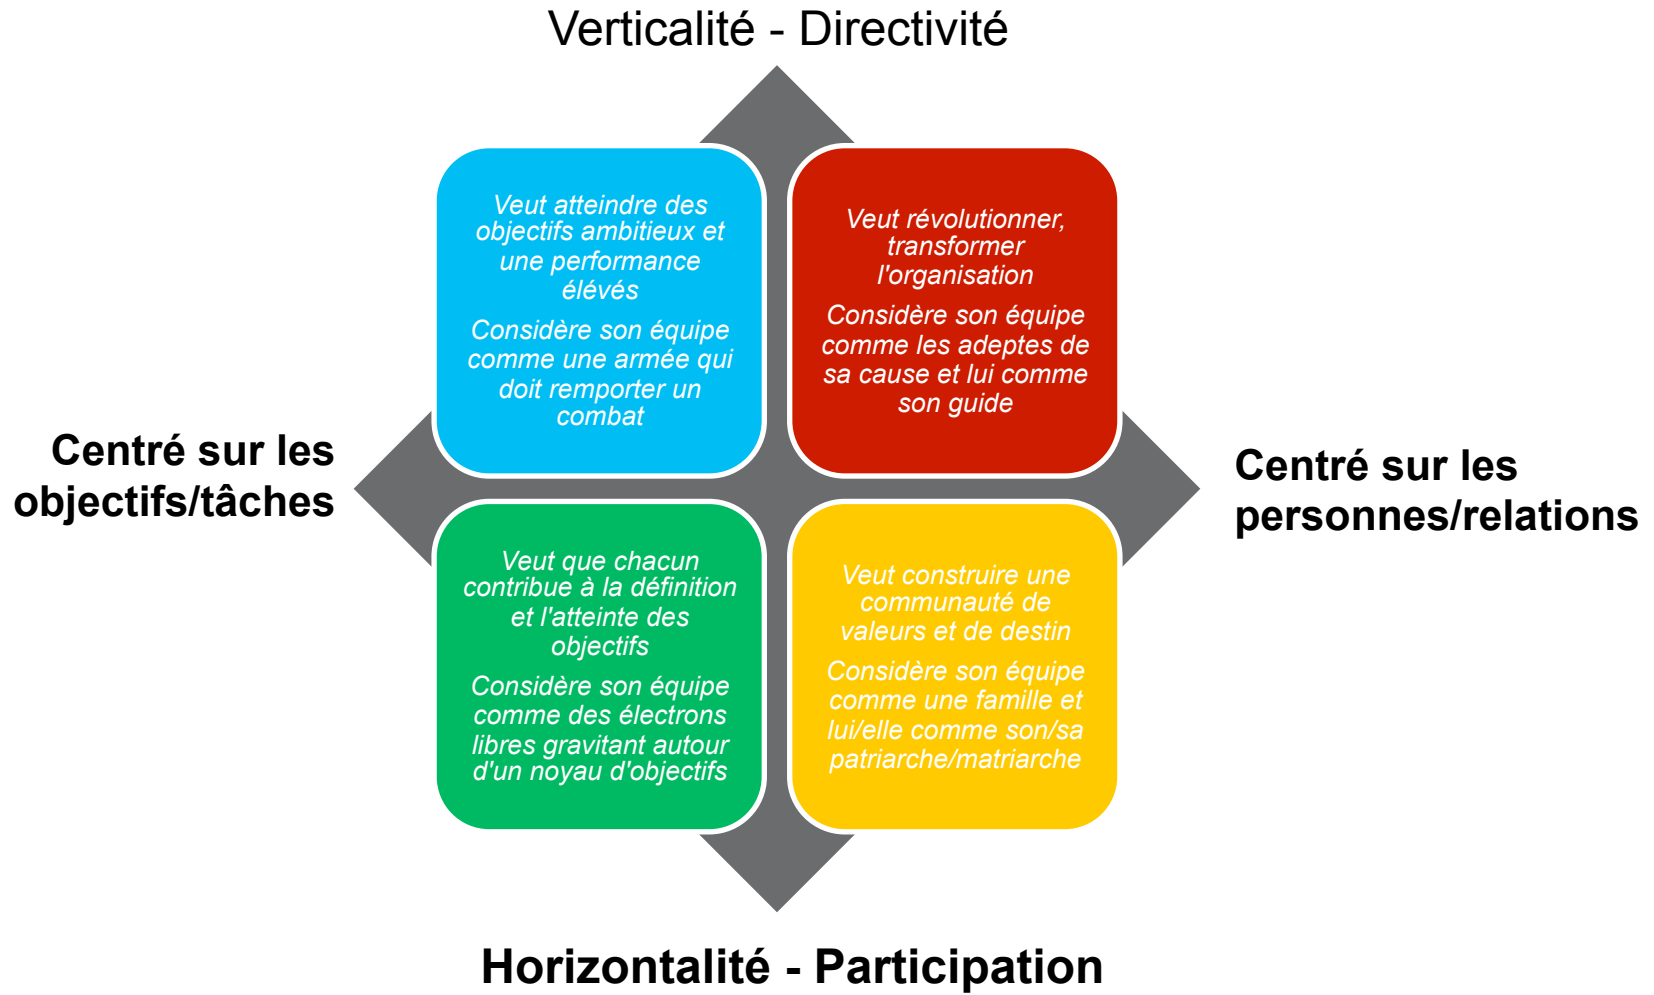 Verticalité - Directivité
Veut atteindre des
objectifs ambitieux et
une performance
élévés
Considère son équipe
comme une armée qui
doit remporter un
combat
Veut révolutionner,
transformer
l'organisation
Considère son équipe
comme les adeptes de
sa cause et lui comme
son guide
Centré sur les
objectifs/tâches
Centré sur les
personnes/relations
Veut que chacun
contribue à la définition
et l'atteinte des
objectifs
Considère son équipe
comme des électrons
libres gravitant autour
d'un noyau d'objectifs
Veut construire une
communauté de
valeurs et de destin
Considère son équipe
comme une famille et
lui/elle comme son/sa
patriarche/matriarche
Horizontalité - Participation